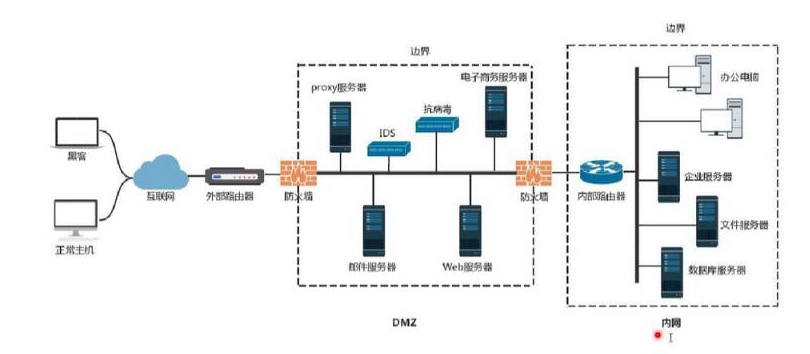 边界
边界
proxy服务器
电子商务服务器
办公电脑
抗病毒
IDS
黑客
互联网
外部路由器
防火墙
防火墙
内部路由器
企业服务器
正常主机
邮件服务器
Web服务器
文件服务器
数据库服务器
DMZ
内网